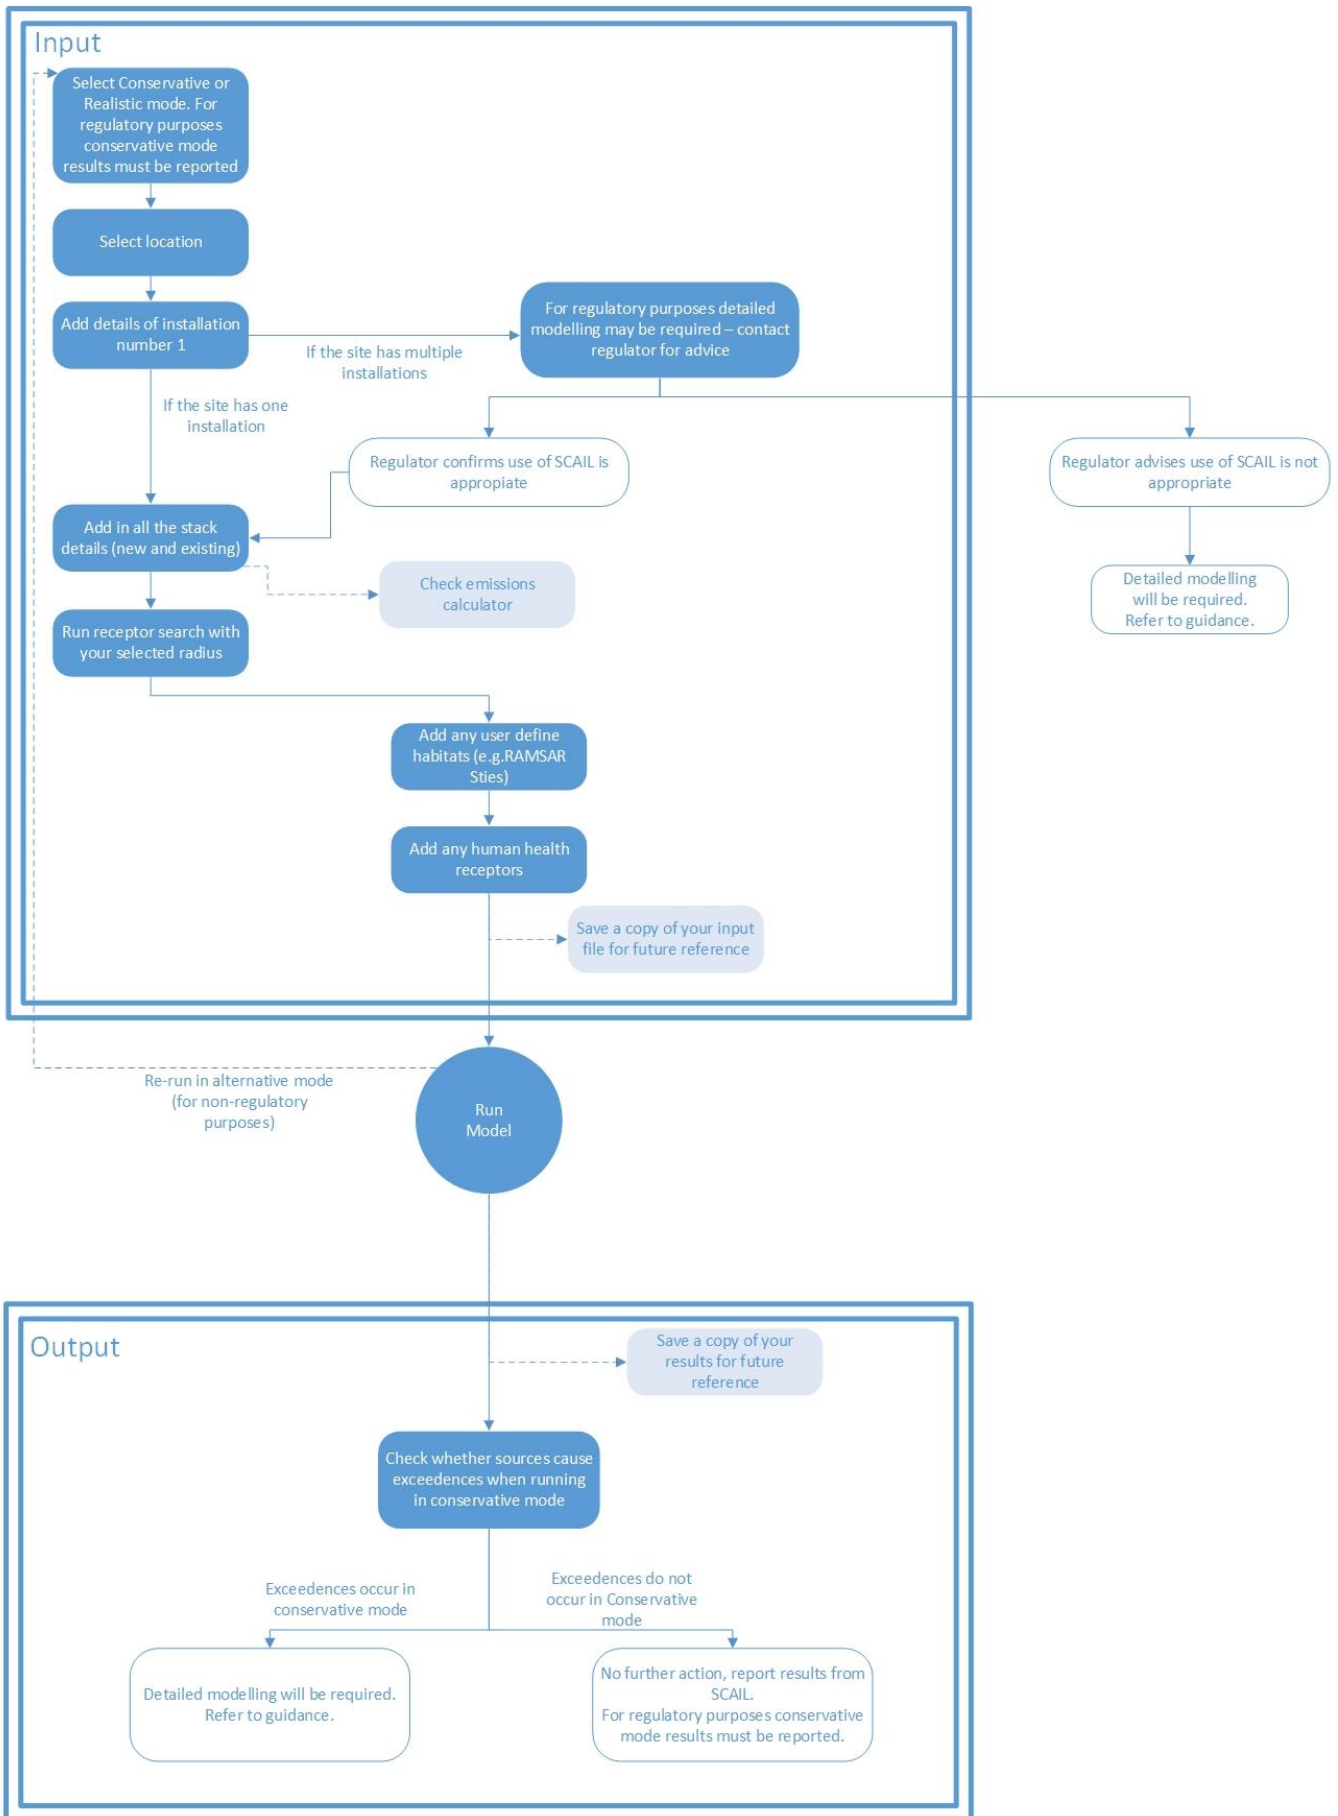 Input
Select Conservative or
Realistic mode. For
regulatory purposes
conservative mode
results must be reported
Select location
Add details of installation
number 1
If the site has multiple
installations
For regulatory purposes detailed
modelling may be required – contact
regulator for advice
If the site has one
installation
Regulator confirms use of SCAIL is
appropiate
Regulator advises use of SCAIL is not
appropriate
Add in all the stack
details (new and existing)
Check emissions
calculator
Detailed modelling
will be required.
Refer to guidance.
Run receptor search with
your selected radius
Add any user define
habitats (e.g.RAMSAR
Sties)
Add any human health
receptors
Save a copy of your input
file for future reference
Re-run in alternative mode
(for non-regulatory
purposes)
Run
Model
Output
Save a copy of your
results for future
reference
Check whether sources cause
exceedences when running
in conservative mode
Exceedences occur in
conservative mode
Exceedences do not
occur in Conservative
mode
Detailed modelling will be required.
Refer to guidance.
No further action, report results from
SCAIL.
For regulatory purposes conservative
mode results must be reported.